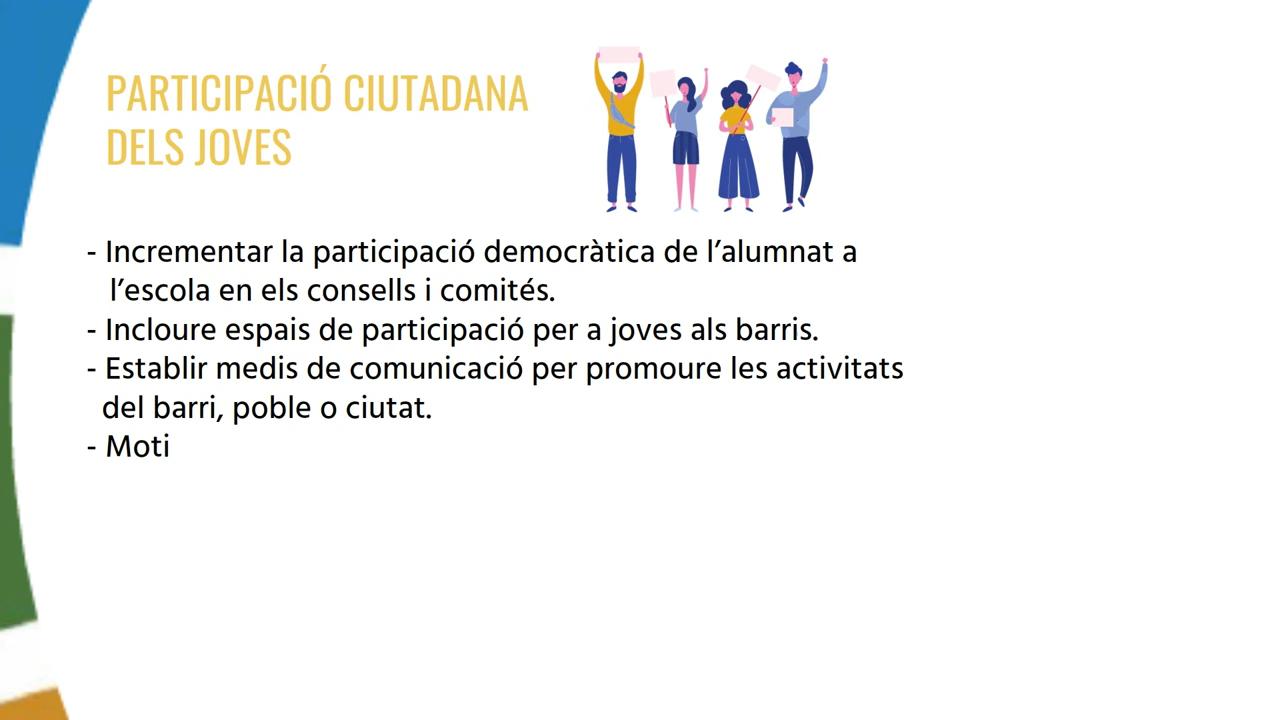 PARTICIPACIÓ CIUTADANA
DELS JOVES
- Incrementar la participació democràtica de l’alumnat a
l’escola en els consells i comités.
- Incloure espais de participació per a joves als barris.
- Establir medis de comunicació per promoure les activitats
del barri, poble o ciutat.
- Moti